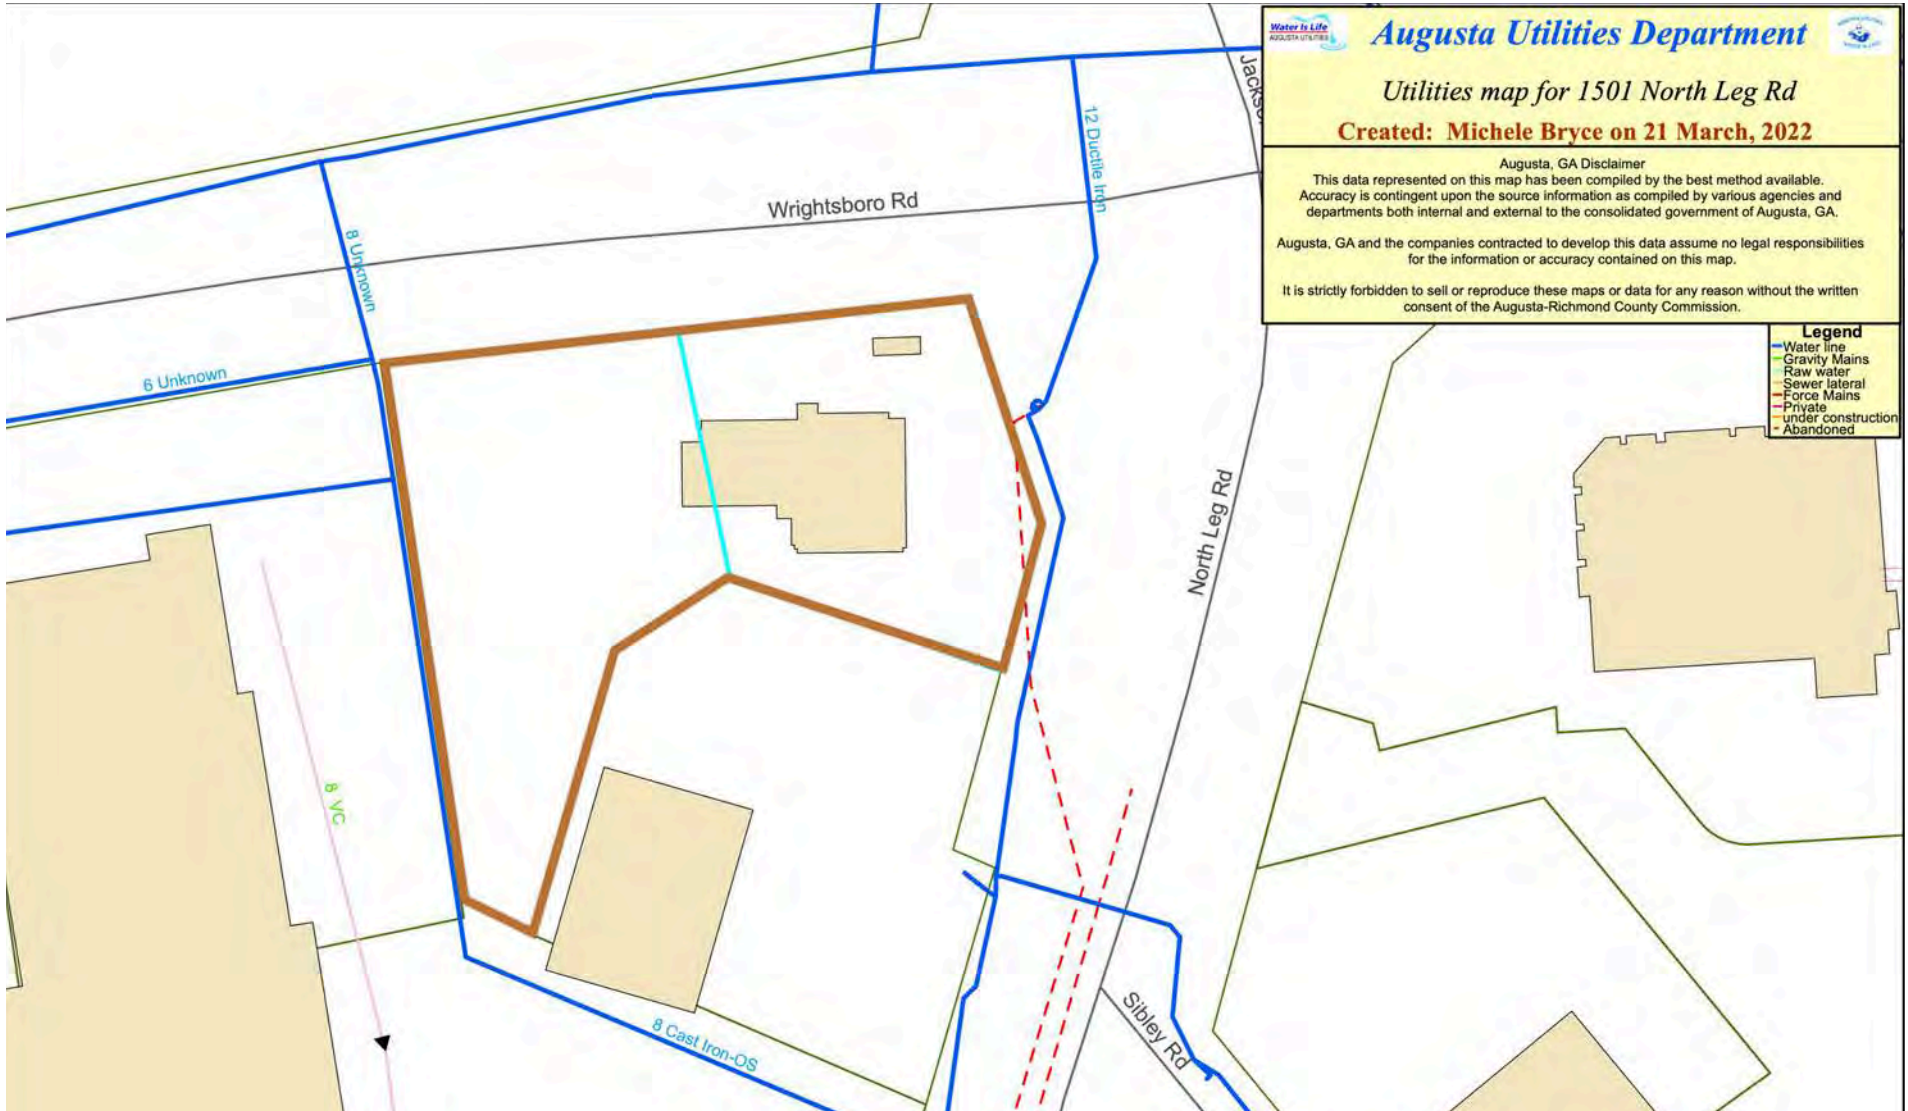 Water Is Life
AUGUSTA UTILITIES
Augusta Utilities Department
Utilities map for 1501 North Leg Rd
Created: Michele Bryce on 21 March, 2022
Augusta, GA Disclaimer
This data represented on this map has been compiled by the best method available.
Accuracy is contingent upon the source information as compiled by various agencies and
departments both internal and external to the consolidated government of Augusta, GA.
Augusta, GA and the companies contracted to develop this data assume no legal responsibilities
for the information or accuracy contained on this map.
It is strictly forbidden to sell or reproduce these maps or data for any reason without the written
consent of the Augusta-Richmond County Commission.
Legend
Water line
Gravity Mains
Raw water
Sewer lateral
Force Mains
Private
under construction
Abandoned
12 Ductile Iron
Wrightsboro Rd
8 Unknown
6 Unknown
North Leg Rd
8 VC
8 Cast Iron-OS
Sibley Rd